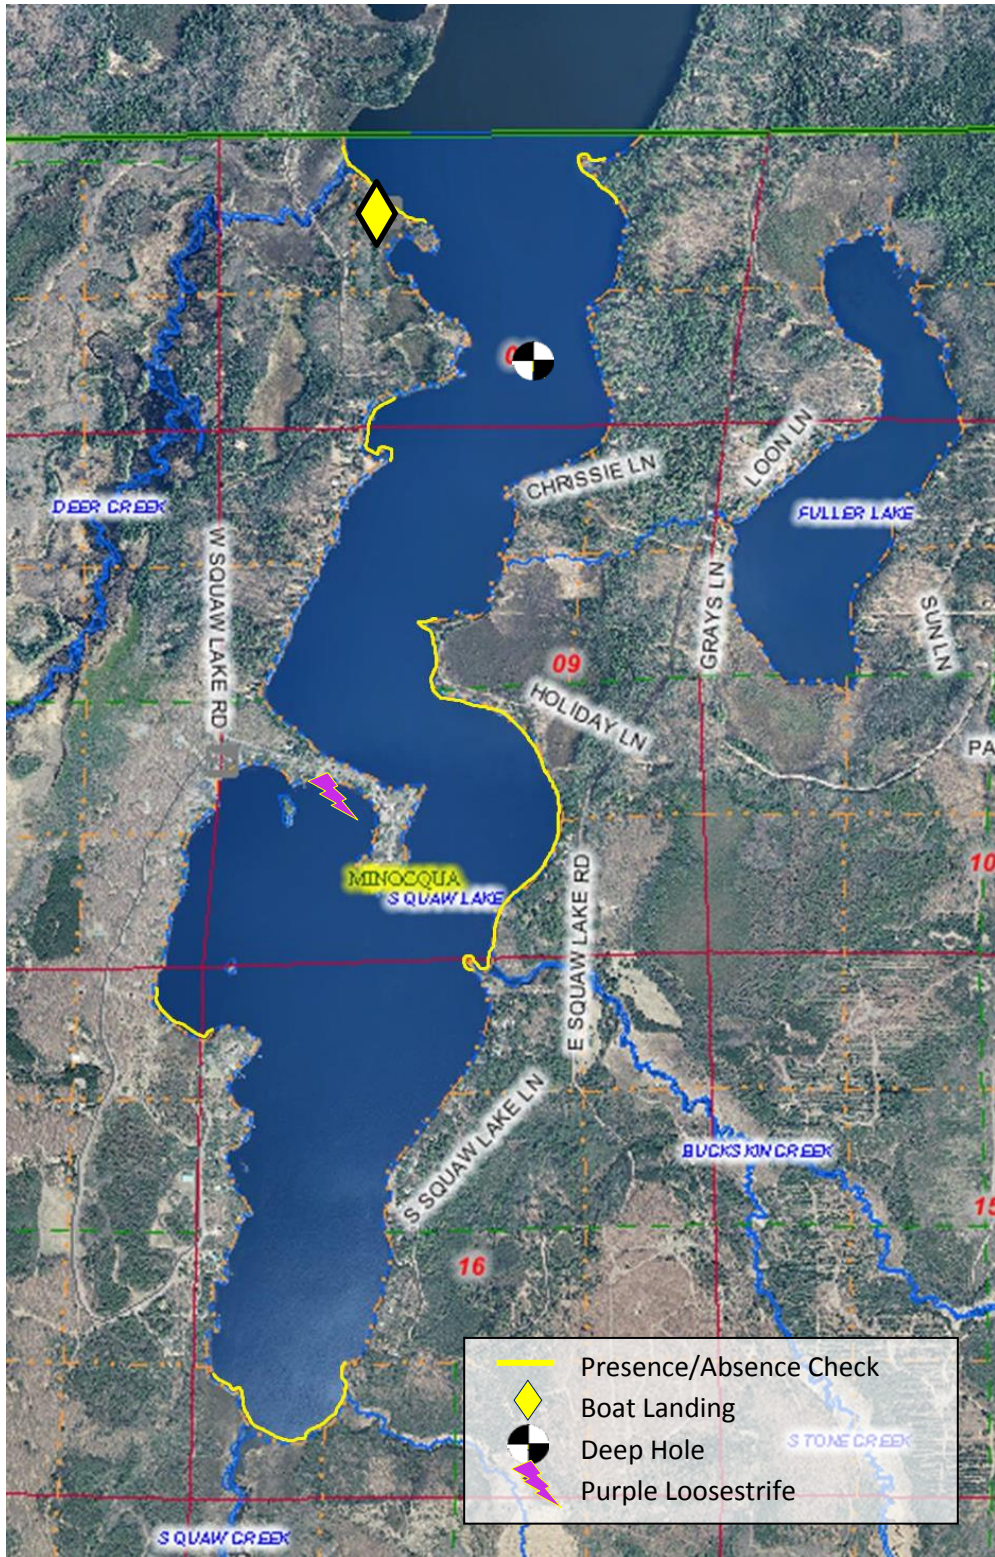 0
CHRISSIE LN
LOON LN
DEER CREEK
FULLER LAKE
W SQUAW LAKE RD
GRAYS LN
SUN LN
09
HOLIDAY LN
PA
10
MINOCQUA
SQUAW LAKE
E SQUAW LAKE RD
S SQUAW LAKE LN
BUCKSKIN CREEK
15
16
Presence/Absence Check
Boat Landing
Deep Hole
Purple Loosestrife
STONE CREEK
SQUAW CREEK